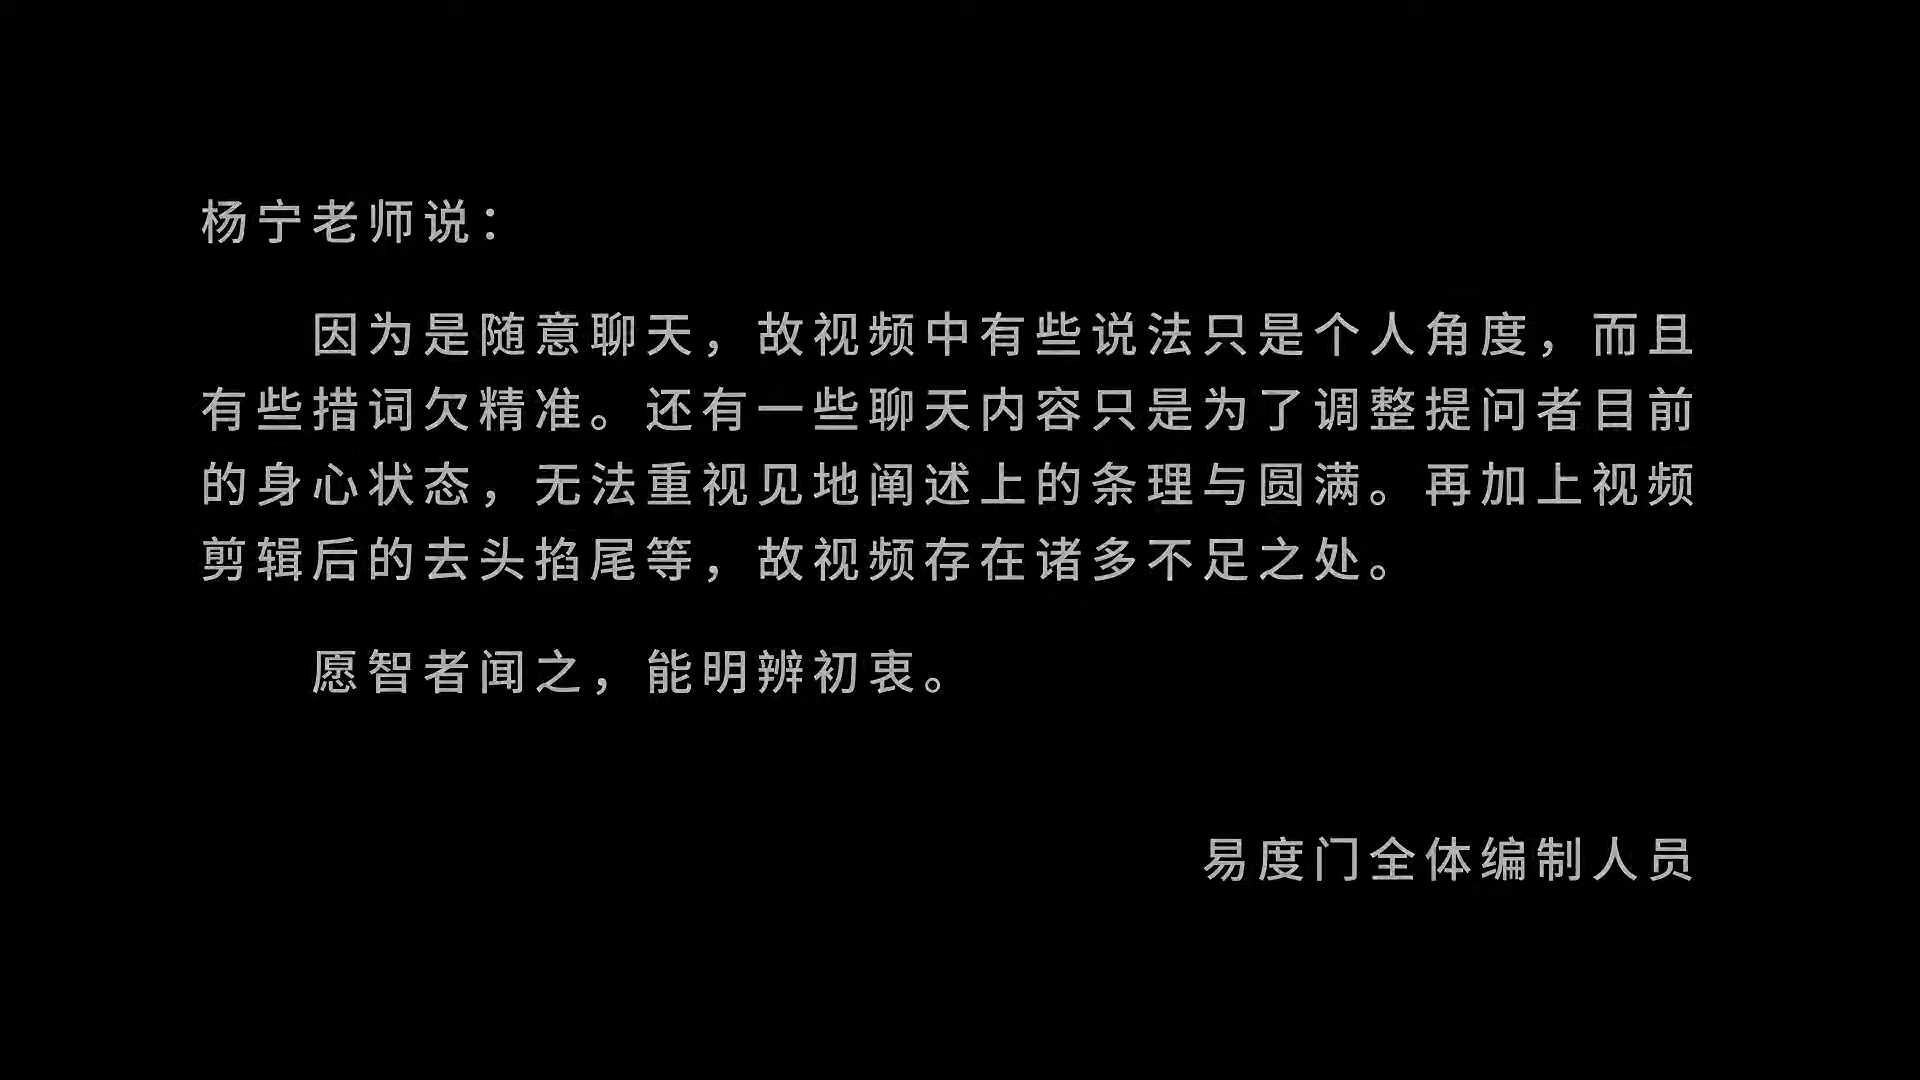 杨宁老师说：
因为是随意聊天，故视频中有些说法只是个人角度，而且
有些措词欠精准。还有一些聊天内容只是为了调整提问者目前
的身心状态，无法重视见地阐述上的条理与圆满。再加上视频
剪辑后的去头掐尾等，故视频存在诸多不足之处。
愿智者闻之，能明辨初衷。
易度门全体编制人员